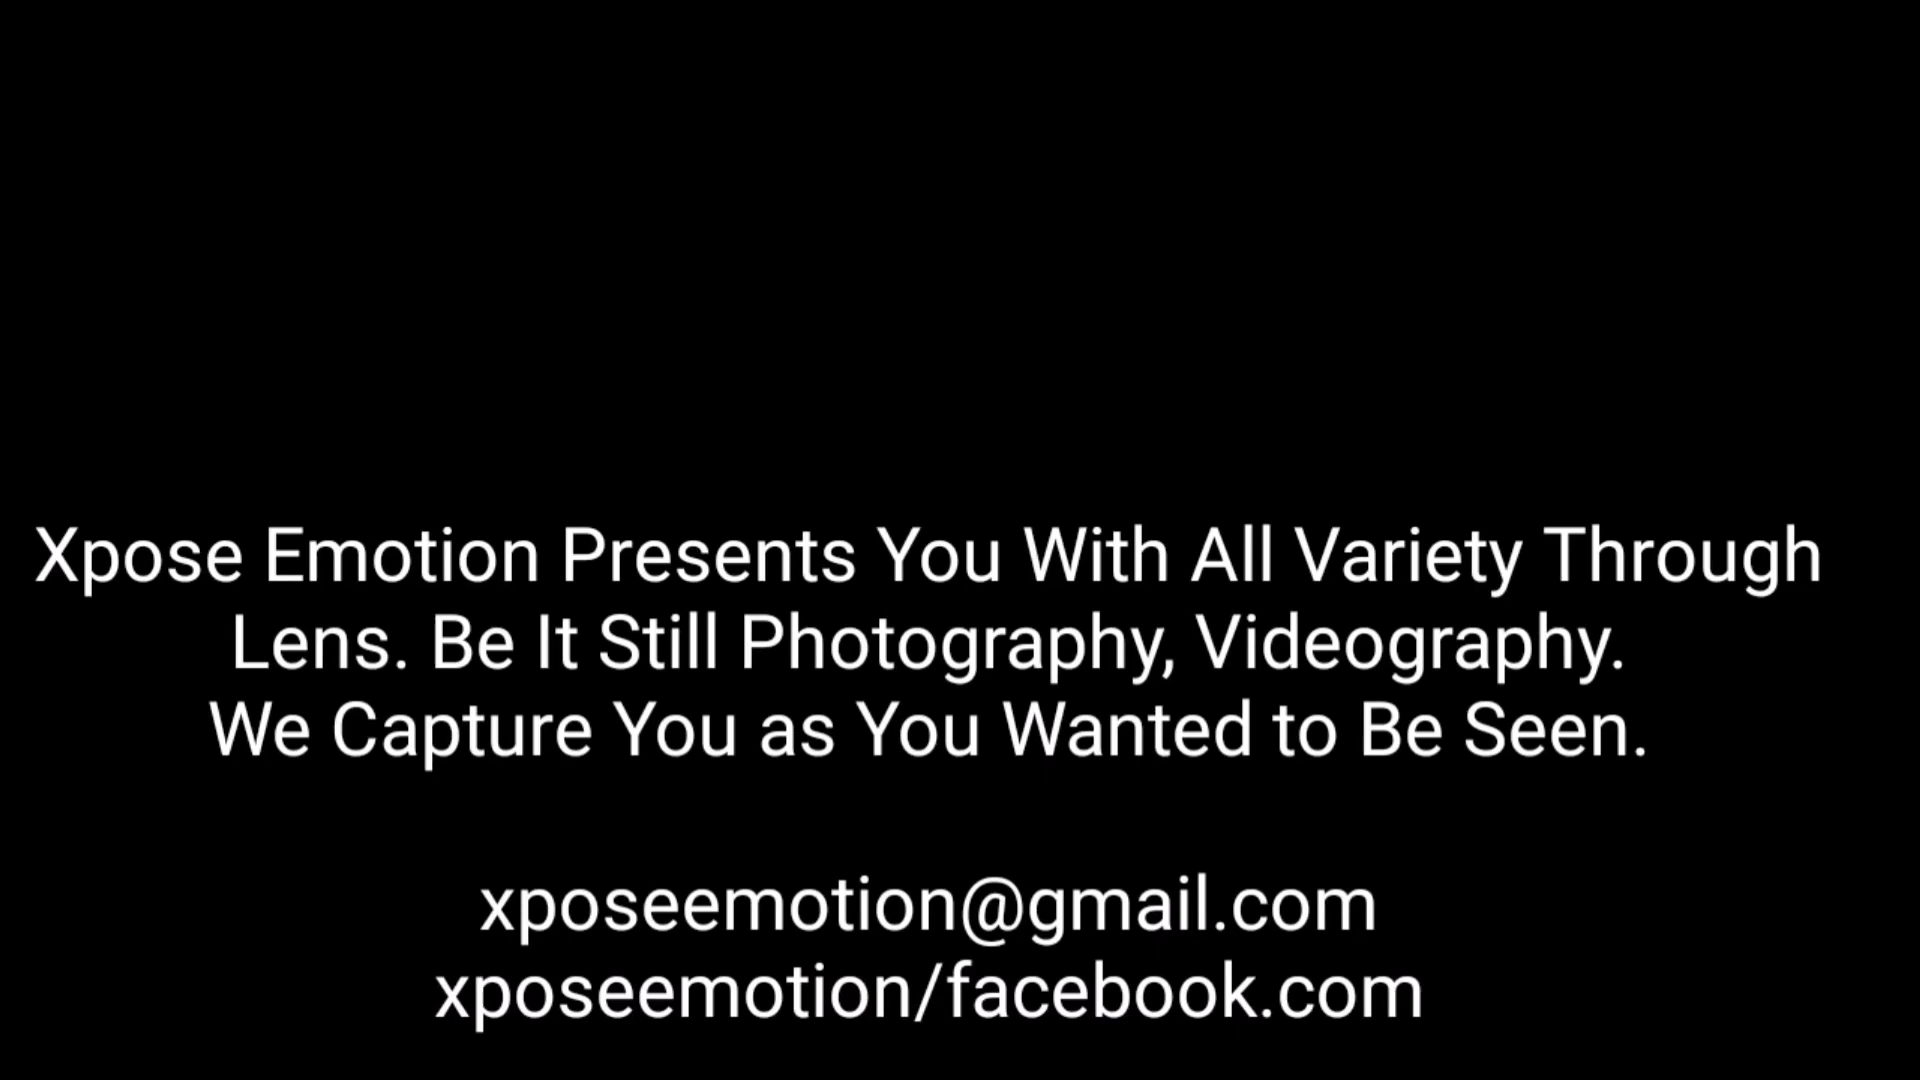 Xpose Emotion Presents You With All Variety Through
Lens. Be It Still Photography, Videography.
We Capture You as You Wanted to Be Seen.
xposeemotion@gmail.com
xposeemotion/facebook.com